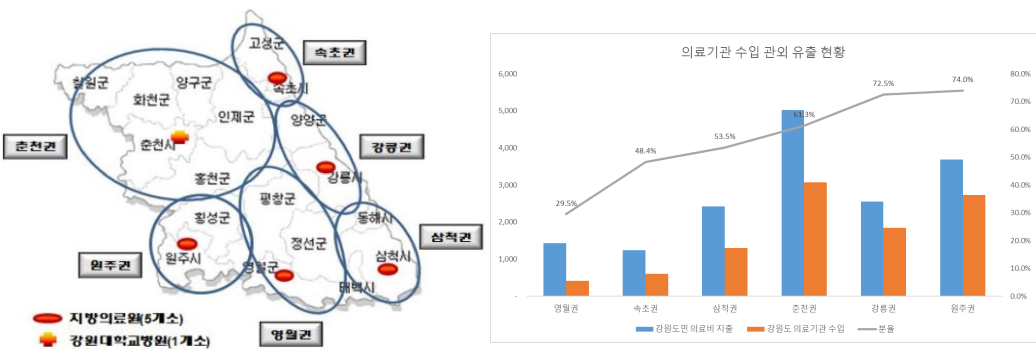 고성군
속초권
속초시
철원군
양구군
화천군
인제군
양양군
춘천권
춘천시
강릉권
강릉시
홍천군
평창군
횡성군
동해시
정선군
삼척권
원주시
영월군
삼척시
원주권
태백시
영월권
지방의료원(5개소)
강원대학교병원(1개소)
의료기관 수입 관외 유출 현황
6,000
5,000
4,000
3,000
2,000
1,000
-
80.0%
70.0%
60.0%
50.0%
40.0%
30.0%
20.0%
10.0%
0.0%
29.5%
48.4%
53.5%
61.3%
72.5%
74.0%
영월권
속초권
삼척권
춘천권
강릉권
원주권
강원도민 의료비 지출
강원도 의료기관 수입
분율